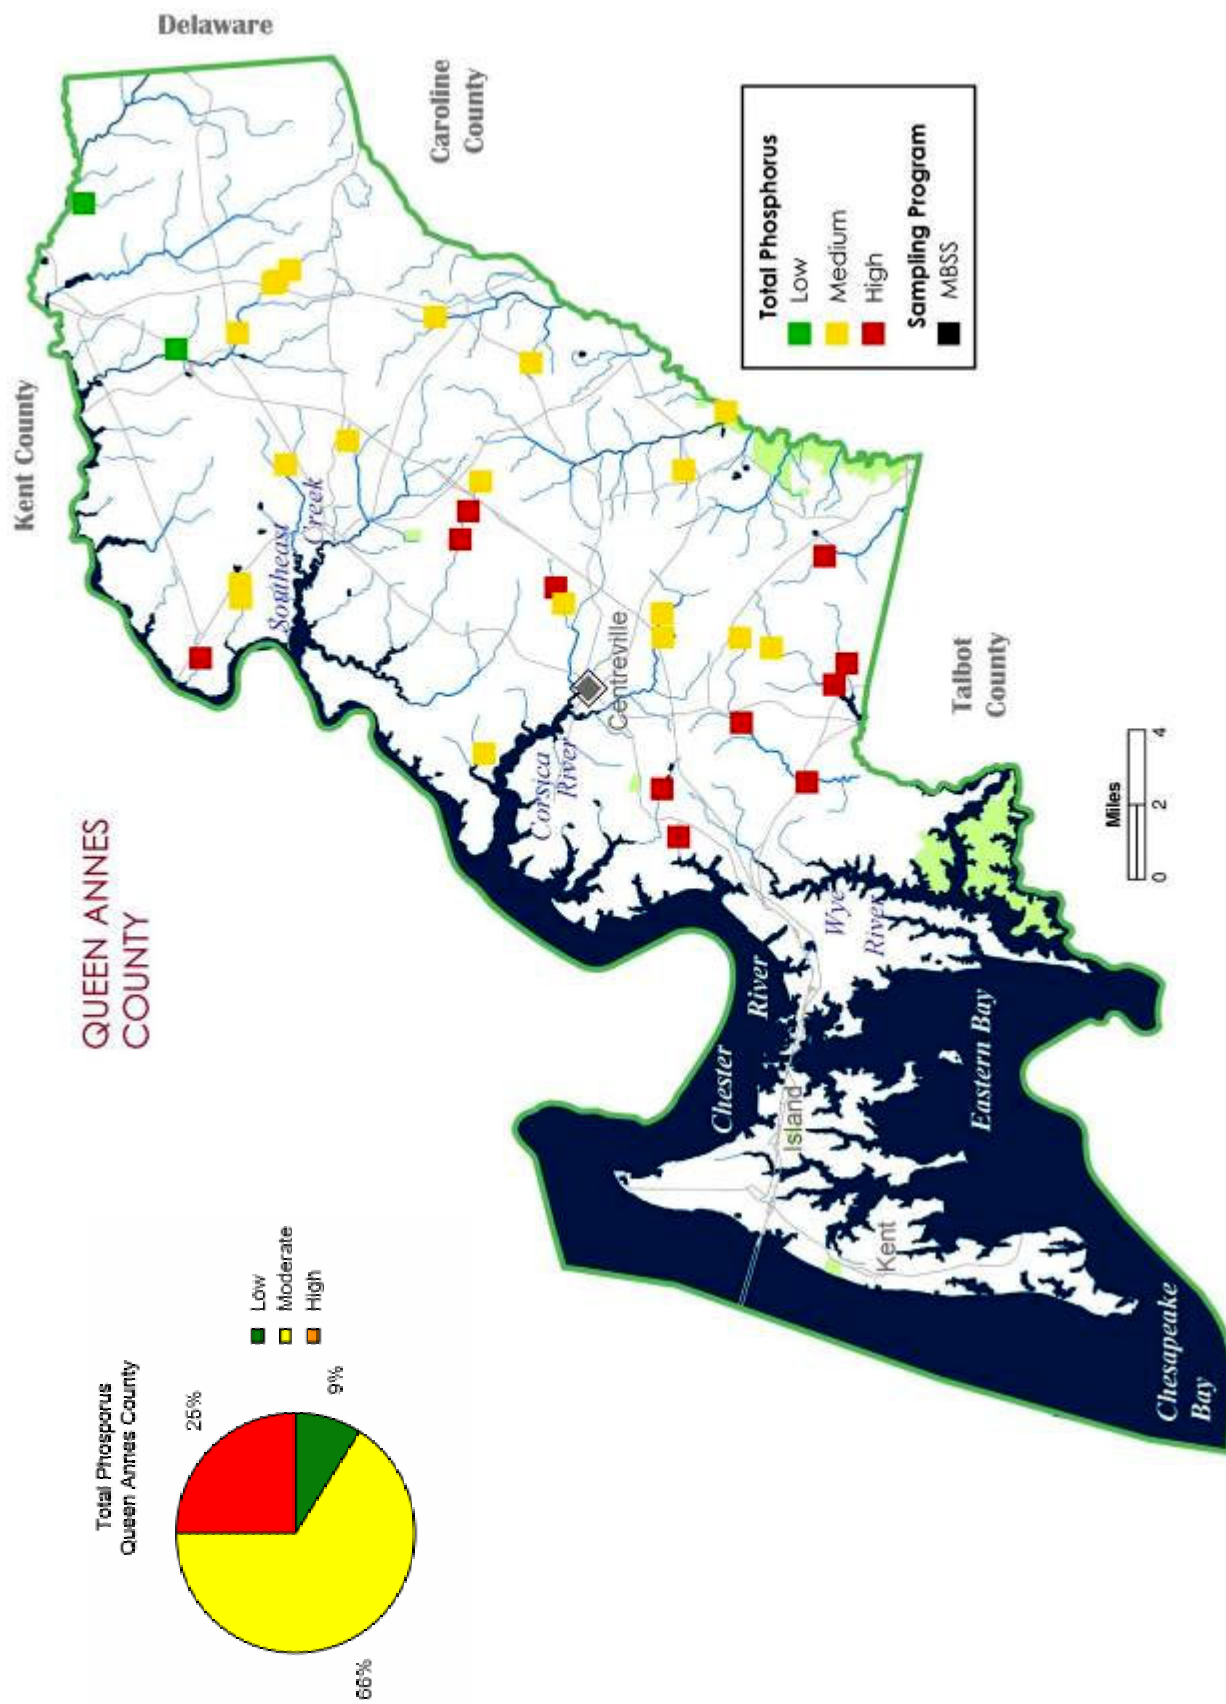 QUEEN ANNES
COUNTY
Total Phosporus
Queen Annes County
25%
9%
66%
Low
Moderate
High
Kent County
Delaware
Caroline
County
Talbot
County
Southeast
Creek
Corsica
River
Centreville
Wye
River
Chester
River
Island
Kent
Eastern Bay
Chesapeake
Bay
Total Phosphorus
Low
Medium
High
Sampling Program
MBSS
Miles
0 2 4